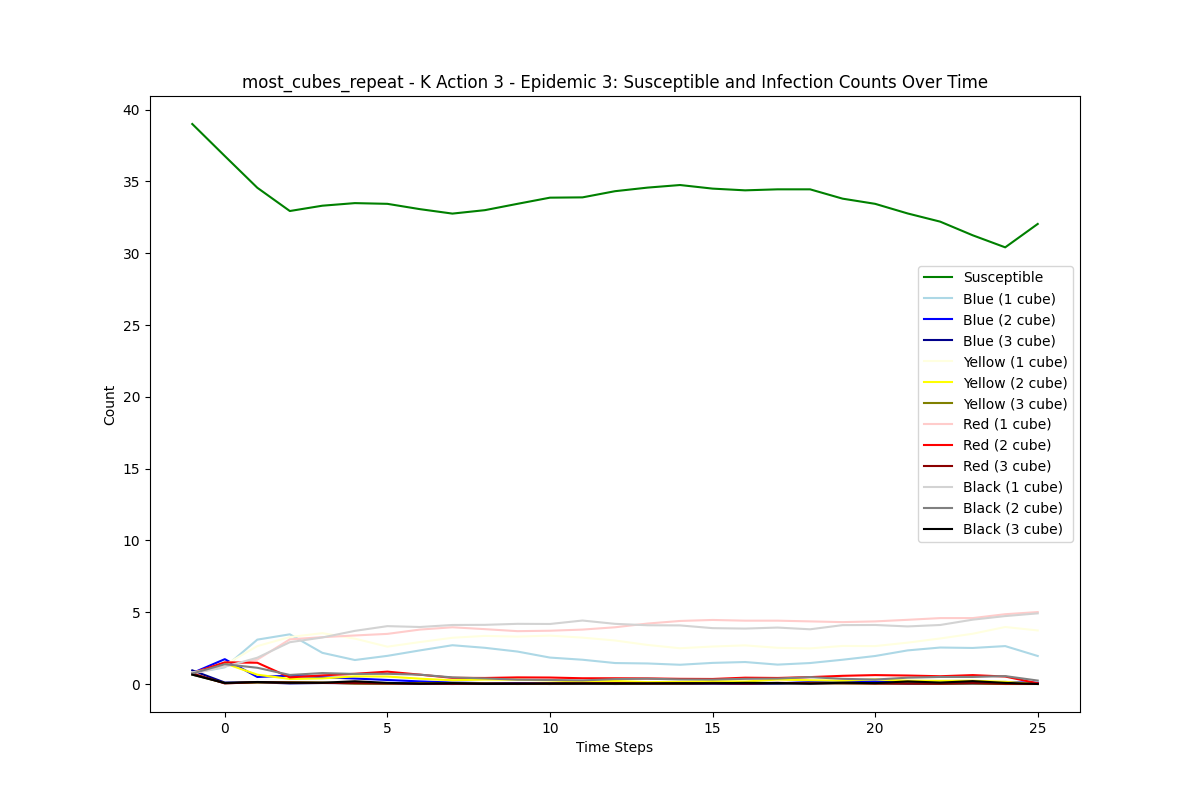 most_cubes_repeat - K Action 3 - Epidemic 3: Susceptible and Infection Counts Over Time
40
35
30
25
20
15
10
5
0
Count
Susceptible
Blue (1 cube)
Blue (2 cube)
Blue (3 cube)
Yellow (1 cube)
Yellow (2 cube)
Yellow (3 cube)
Red (1 cube)
Red (2 cube)
Red (3 cube)
Black (1 cube)
Black (2 cube)
Black (3 cube)
0 5 10 15 20 25
Time Steps